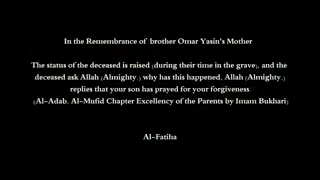 In the Remembrance of brother Omar Yasin's Mother
The status of the deceased is raised (during their time in the grave), and the
deceased ask Allah (Almighty.) why has this happened. Allah (Almighty.)
replies that your son has prayed for your forgiveness.
(Al-Adab. Al-Mufid Chapter Excellency of the Parents by Imam Bukhari)
Al-Fatiha